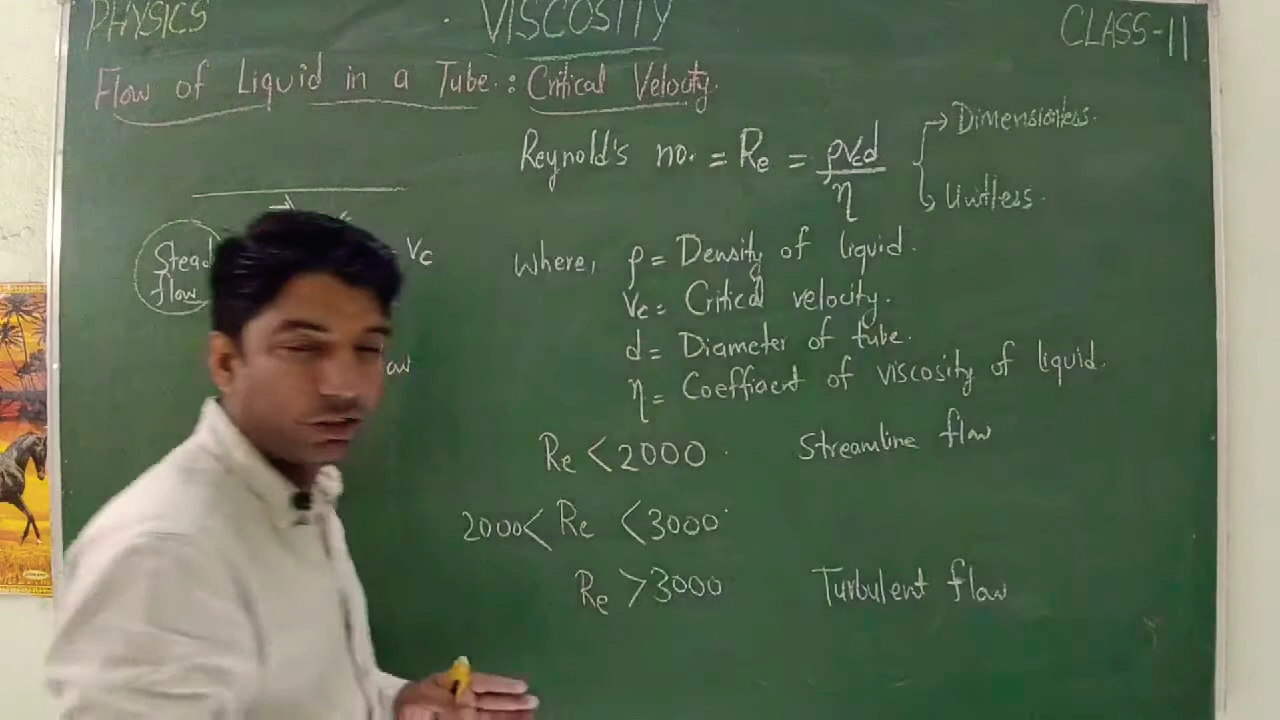 PHYSICS VISCOSITY CLASS-11
Flow of Liquid in a Tube : Critical Velocity.
Reynold's no. = Re = ρvcd/η
Dimensionless.
Unitless.
Vc
flow
Where, ρ = Density of liquid.
Vc = Critical velocity.
d = Diameter of tube.
η = Coefficient of viscosity of liquid.
Re < 2000 Streamline flow
2000 < Re < 3000
Re > 3000 Turbulent flow